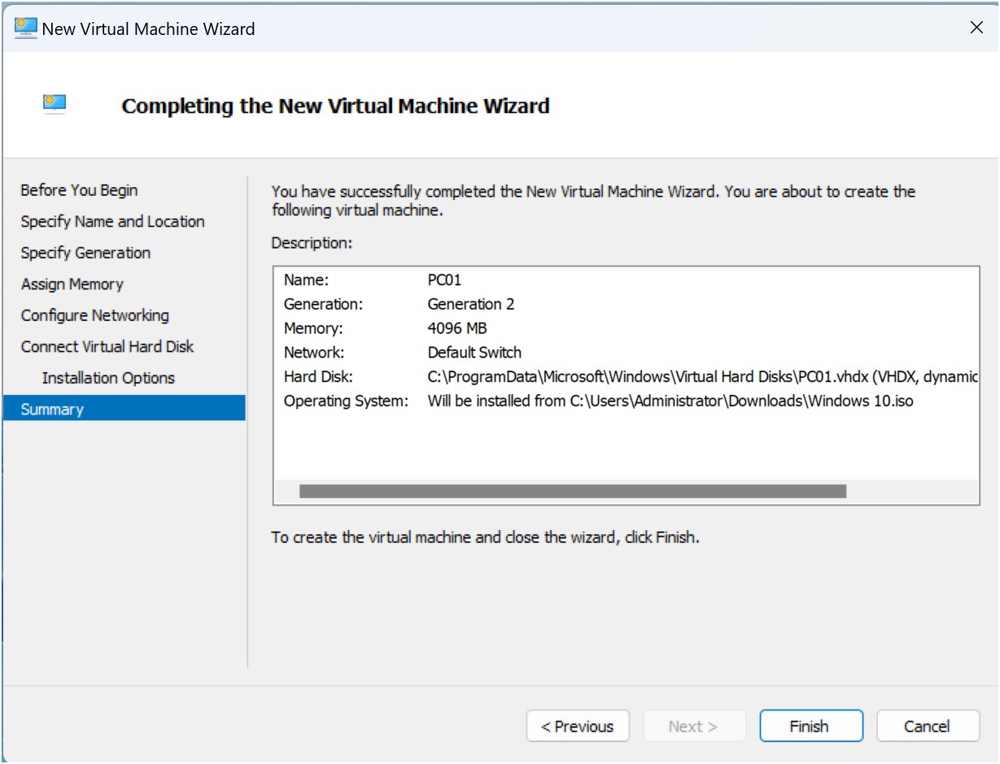 New Virtual Machine Wizard
Completing the New Virtual Machine Wizard
Before You Begin
Specify Name and Location
Specify Generation
Assign Memory
Configure Networking
Connect Virtual Hard Disk
Installation Options
Summary
You have successfully completed the New Virtual Machine Wizard. You are about to create the
following virtual machine.
Description:
Name: PC01
Generation: Generation 2
Memory: 4096 MB
Network: Default Switch
Hard Disk: C:\ProgramData\Microsoft\Windows\Virtual Hard Disks\PC01.vhdx (VHDX, dynamic
Operating System: Will be installed from C:\Users\Administrator\Downloads\Windows 10.iso
To create the virtual machine and close the wizard, click Finish.
< Previous
Next >
Finish
Cancel